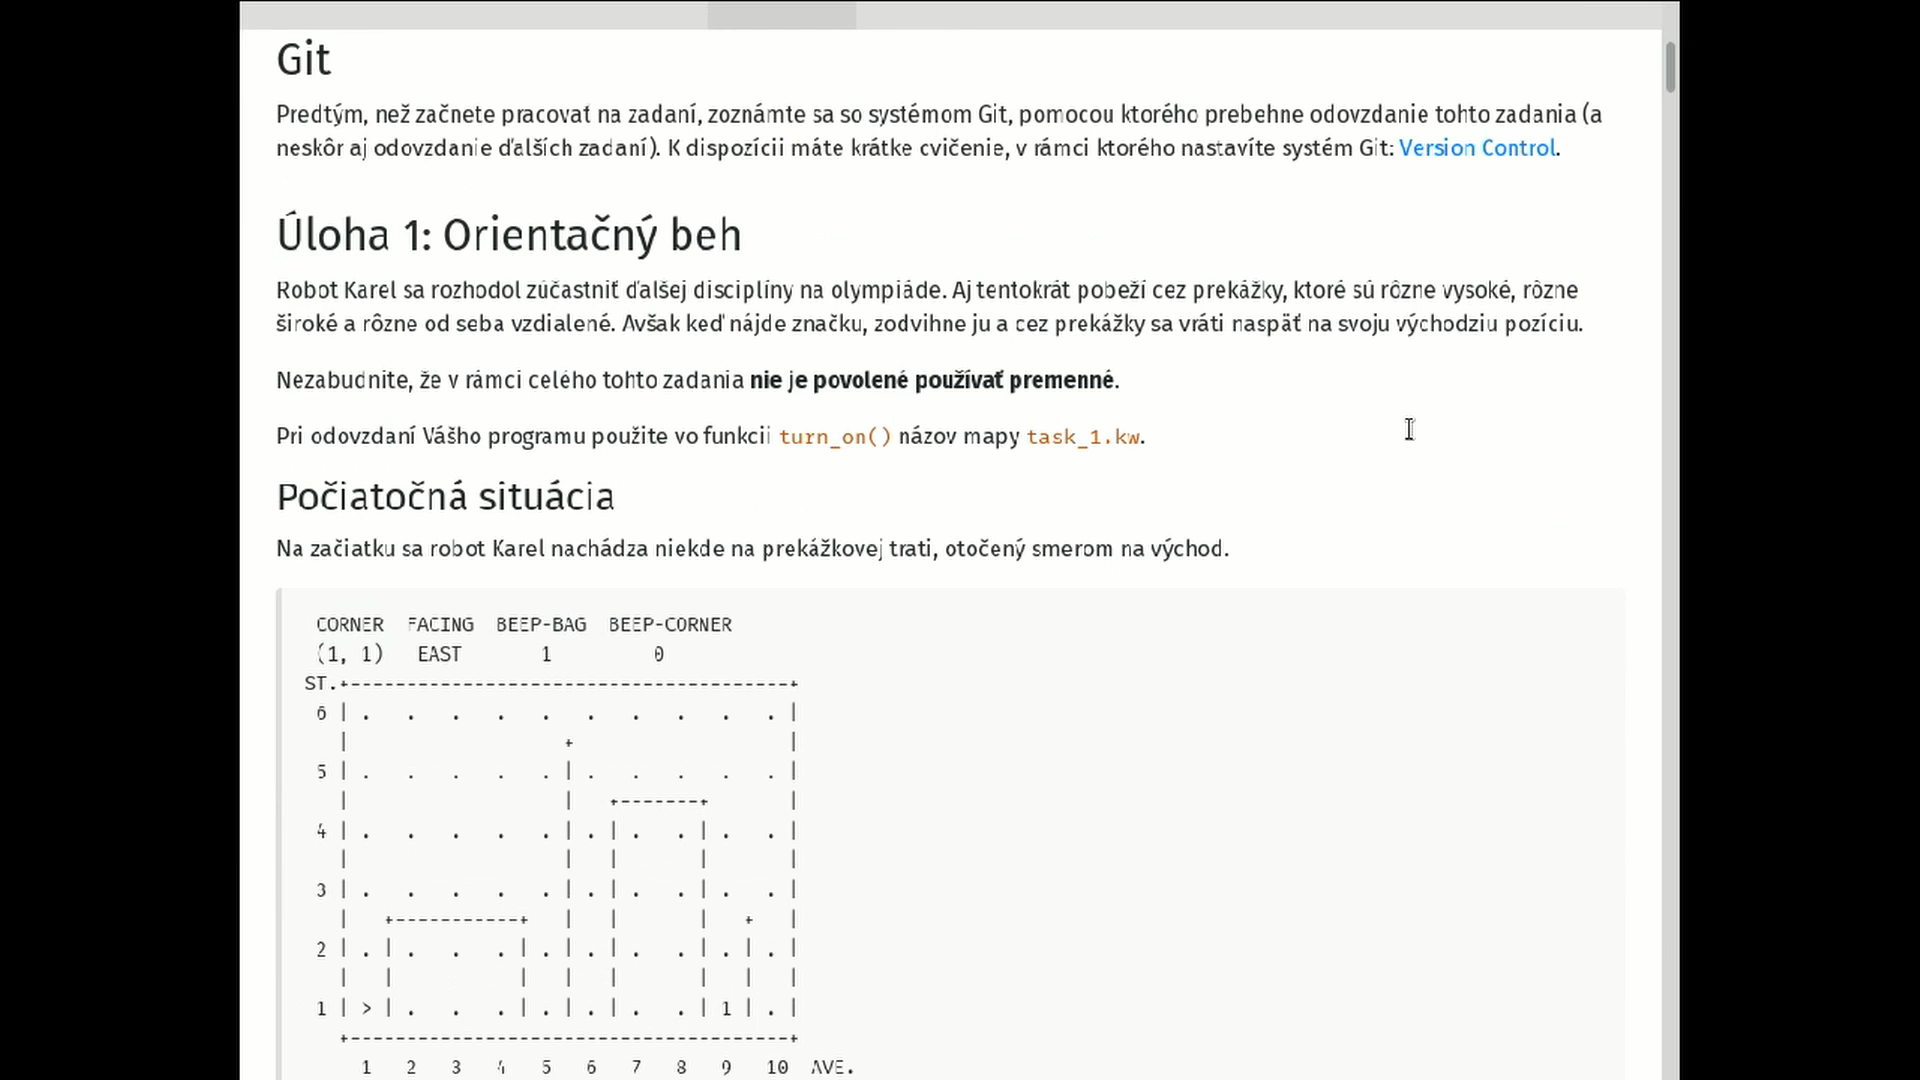 Git
Predtým, než začnete pracovať na zadaní, zoznámte sa so systémom Git, pomocou ktorého prebehne odovzdanie tohto zadania (a
neskôr aj odovzdanie ďalších zadaní). K dispozícii máte krátke cvičenie, v rámci ktorého nastavíte systém Git: Version Control.
Úloha 1: Orientačný beh
Robot Karel sa rozhodol zúčastniť ďalšej disciplíny na olympiáde. Aj tentokrát pobeží cez prekážky, ktoré sú rôzne vysoké, rôzne
široké a rôzne od seba vzdialené. Avšak keď nájde značku, zodvihne ju a cez prekážky sa vráti naspäť na svoju východziu pozíciu.
Nezabudnite, že v rámci celého tohto zadania nie je povolené používať premenné.
Pri odovzdaní Vášho programu použite vo funkcii turn_on() názov mapy task_1.kw.
Počiatočná situácia
Na začiatku sa robot Karel nachádza niekde na prekážkovej trati, otočený smerom na východ.
 CORNER  FACING  BEEP-BAG  BEEP-CORNER
 (1, 1)   EAST       1         0
ST.+---------------------------------------+
 6 | .   .   .   .   .   .   .   .   .   . |
   |                   +                   |
 5 | .   .   .   .   . | .   .   .   .   . |
   |                   |   +-------+       |
 4 | .   .   .   .   . | . | .   . | .   . |
   |                   |   |       |       |
 3 | .   .   .   .   . | . | .   . | .   . |
   |   +-----------+   |   |       |   +   |
 2 | . | .   .   . | . | . | .   . | . | . |
   |   |           |   |   |       |   |   |
 1 | > | .   .   . | . | . | .   . | 1 | . |
   +---------------------------------------+
     1   2   3   4   5   6   7   8   9   10  AVE.